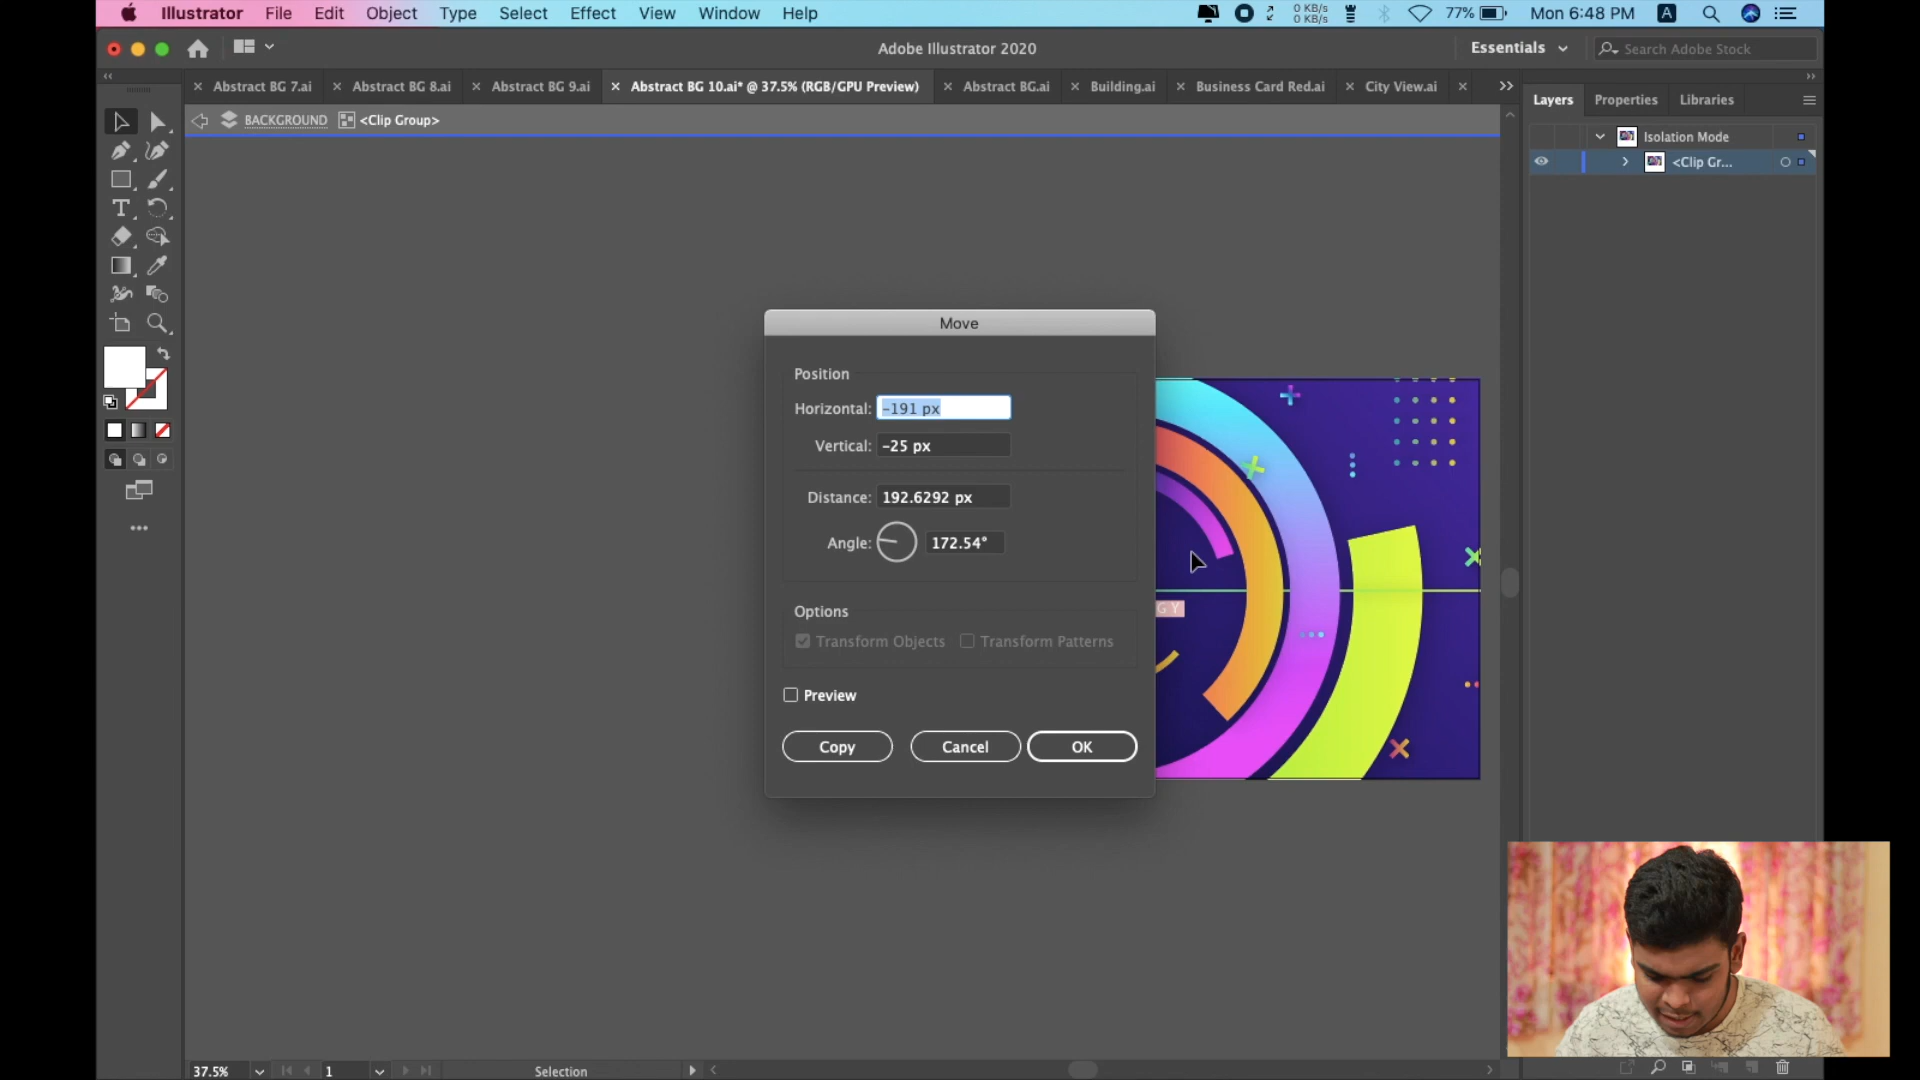 Illustrator File Edit Object Type Select Effect View Window Help 0 KB/s 0 KB/s 77% Mon 6:48 PM A
Adobe Illustrator 2020 Essentials Search Adobe Stock
Abstract BG 7.ai Abstract BG 8.ai Abstract BG 9.ai Abstract BG 10.ai* @ 37.5% (RGB/GPU Preview) Abstract BG.ai Building.ai Business Card Red.ai City View.ai
BACKGROUND <Clip Group>
Layers Properties Libraries
Isolation Mode
<Clip Gr...
Move
Position
Horizontal: -191 px
Vertical: -25 px
Distance: 192.6292 px
Angle: 172.54°
Options
Transform Objects Transform Patterns
Preview
Copy Cancel OK
GY
37.5% 1 Selection